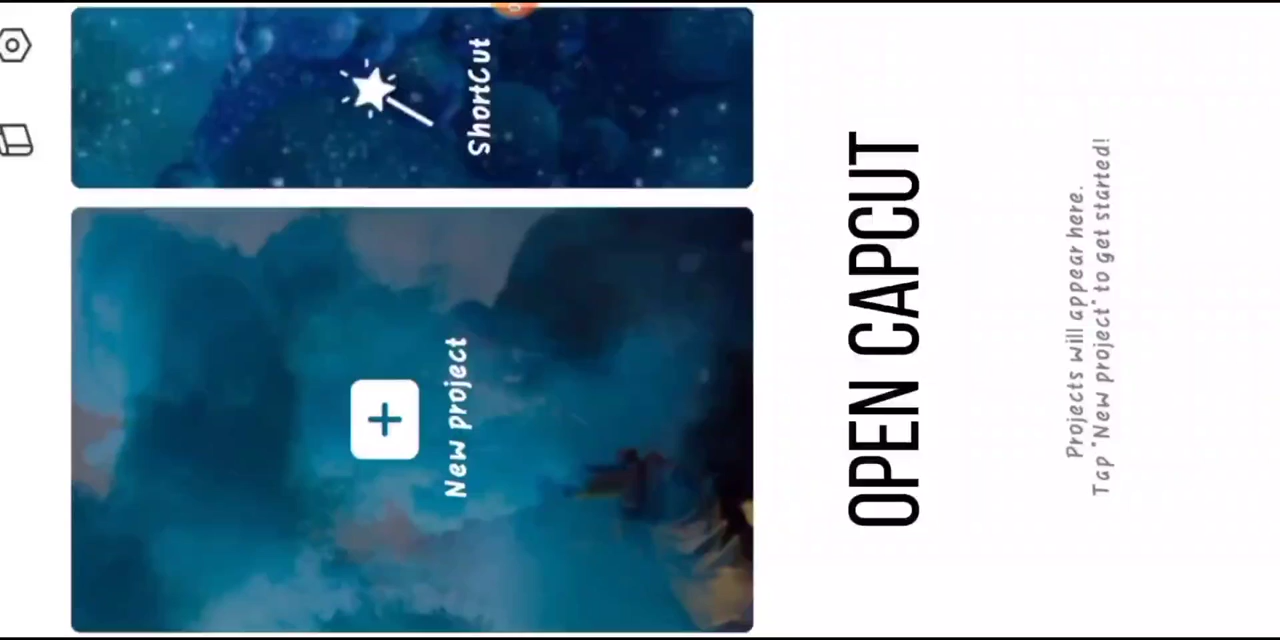 New project
ShortCut
OPEN CAPCUT
Projects will appear here.
Tap "New project" to get started!